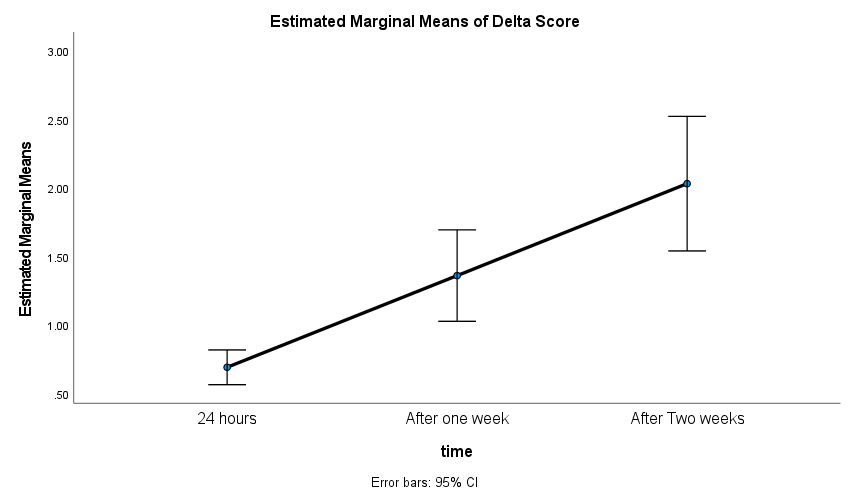 Estimated Marginal Means of Delta Score
Estimated Marginal Means
3.00
2.50
2.00
1.50
1.00
.50
24 hours
After one week
After Two weeks
time
Error bars: 95% CI